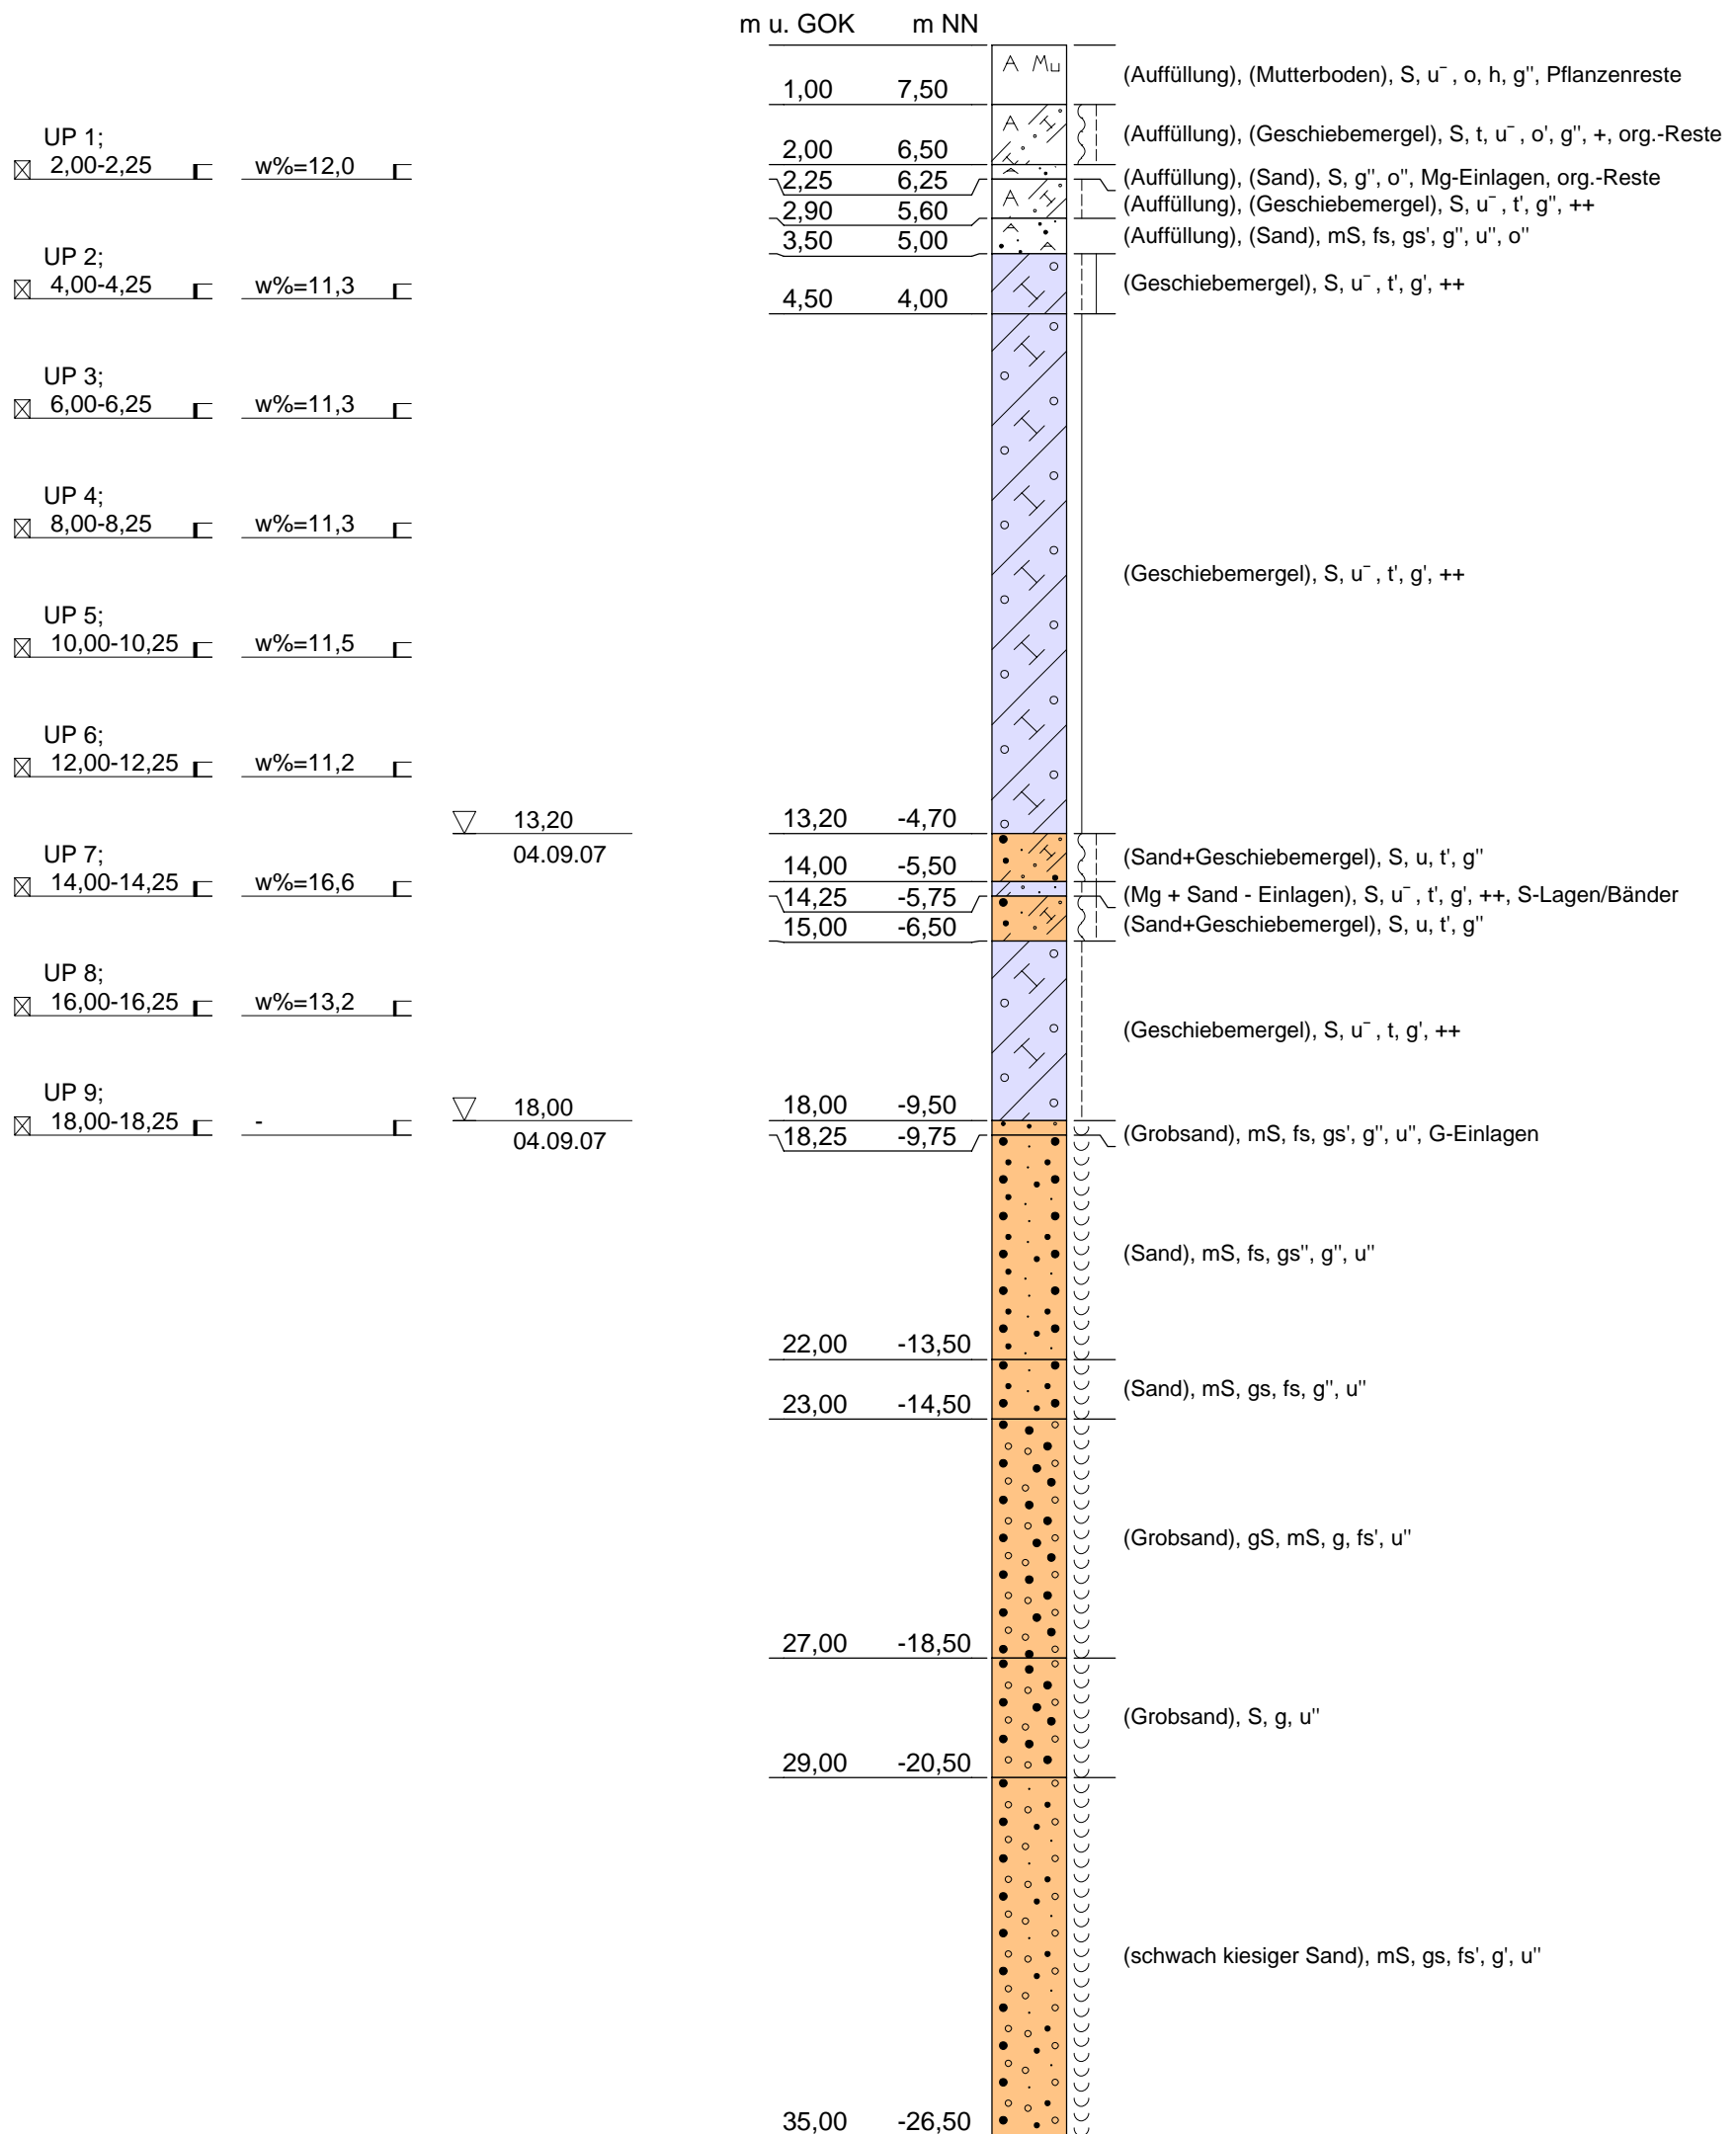 m u. GOK m NN
A Mu
(Auffüllung), (Mutterboden), S, u¯, o, h, g'', Pflanzenreste
1,00 7,50
A
(Auffüllung), (Geschiebemergel), S, t, u¯, o', g'', +, org.-Reste
UP 1;
2,00-2,25 w%=12,0
2,00 6,50
(Auffüllung), (Sand), S, g'', o'', Mg-Einlagen, org.-Reste
2,25 6,25
A
(Auffüllung), (Geschiebemergel), S, u¯, t', g'', ++
2,90 5,60
(Auffüllung), (Sand), mS, fs, gs', g'', u'', o''
3,50 5,00
UP 2;
4,00-4,25 w%=11,3
(Geschiebemergel), S, u¯, t', g', ++
4,50 4,00
UP 3;
6,00-6,25 w%=11,3
UP 4;
8,00-8,25 w%=11,3
(Geschiebemergel), S, u¯, t', g', ++
UP 5;
10,00-10,25 w%=11,5
UP 6;
12,00-12,25 w%=11,2
13,20
04.09.07
13,20 -4,70
(Sand+Geschiebemergel), S, u, t', g''
UP 7;
14,00-14,25 w%=16,6
14,00 -5,50
(Mg + Sand - Einlagen), S, u¯, t', g', ++, S-Lagen/Bänder
14,25 -5,75
(Sand+Geschiebemergel), S, u, t', g''
15,00 -6,50
UP 8;
16,00-16,25 w%=13,2
(Geschiebemergel), S, u¯, t, g', ++
UP 9;
18,00-18,25 -
18,00
04.09.07
18,00 -9,50
(Grobsand), mS, fs, gs', g'', u'', G-Einlagen
18,25 -9,75
(Sand), mS, fs, gs'', g'', u''
22,00 -13,50
(Sand), mS, gs, fs, g'', u''
23,00 -14,50
(Grobsand), gS, mS, g, fs', u''
27,00 -18,50
(Grobsand), S, g, u''
29,00 -20,50
(schwach kiesiger Sand), mS, gs, fs', g', u''
35,00 -26,50